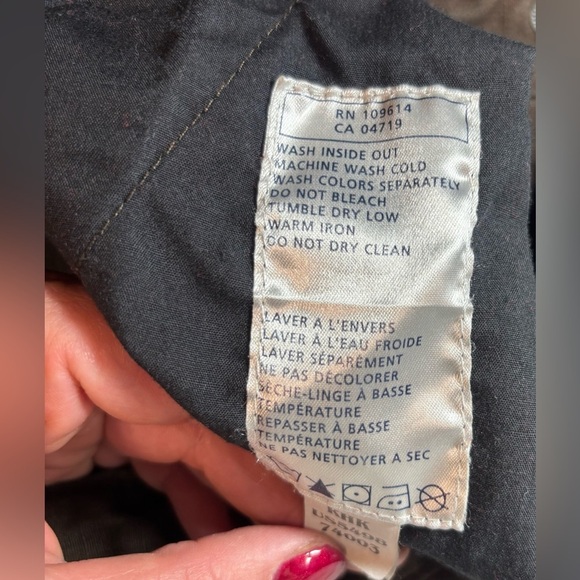 RN 109614
CA 04719
WASH INSIDE OUT
MACHINE WASH COLD
WASH COLORS SEPARATELY
DO NOT BLEACH
TUMBLE DRY LOW
WARM IRON
DO NOT DRY CLEAN
LAVER À L'ENVERS
LAVER À L'EAU FROIDE
LAVER SÉPARÉMENT
NE PAS DÉCOLORER
SÈCHE-LINGE À BASSE
TEMPÉRATURE
REPASSER À BASSE
TEMPÉRATURE
NE PAS NETTOYER A SEC
KHK
74003